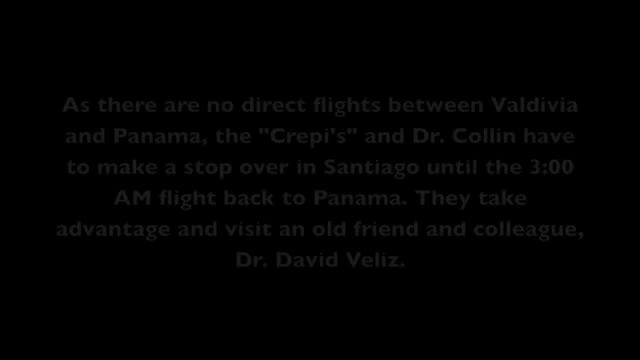 As there are no direct flights between Valdivia
and Panama, the "Crepi's" and Dr. Collin have
to make a stop over in Santiago until the 3:00
AM flight back to Panama. They take
advantage and visit an old friend and colleague,
Dr. David Veliz.